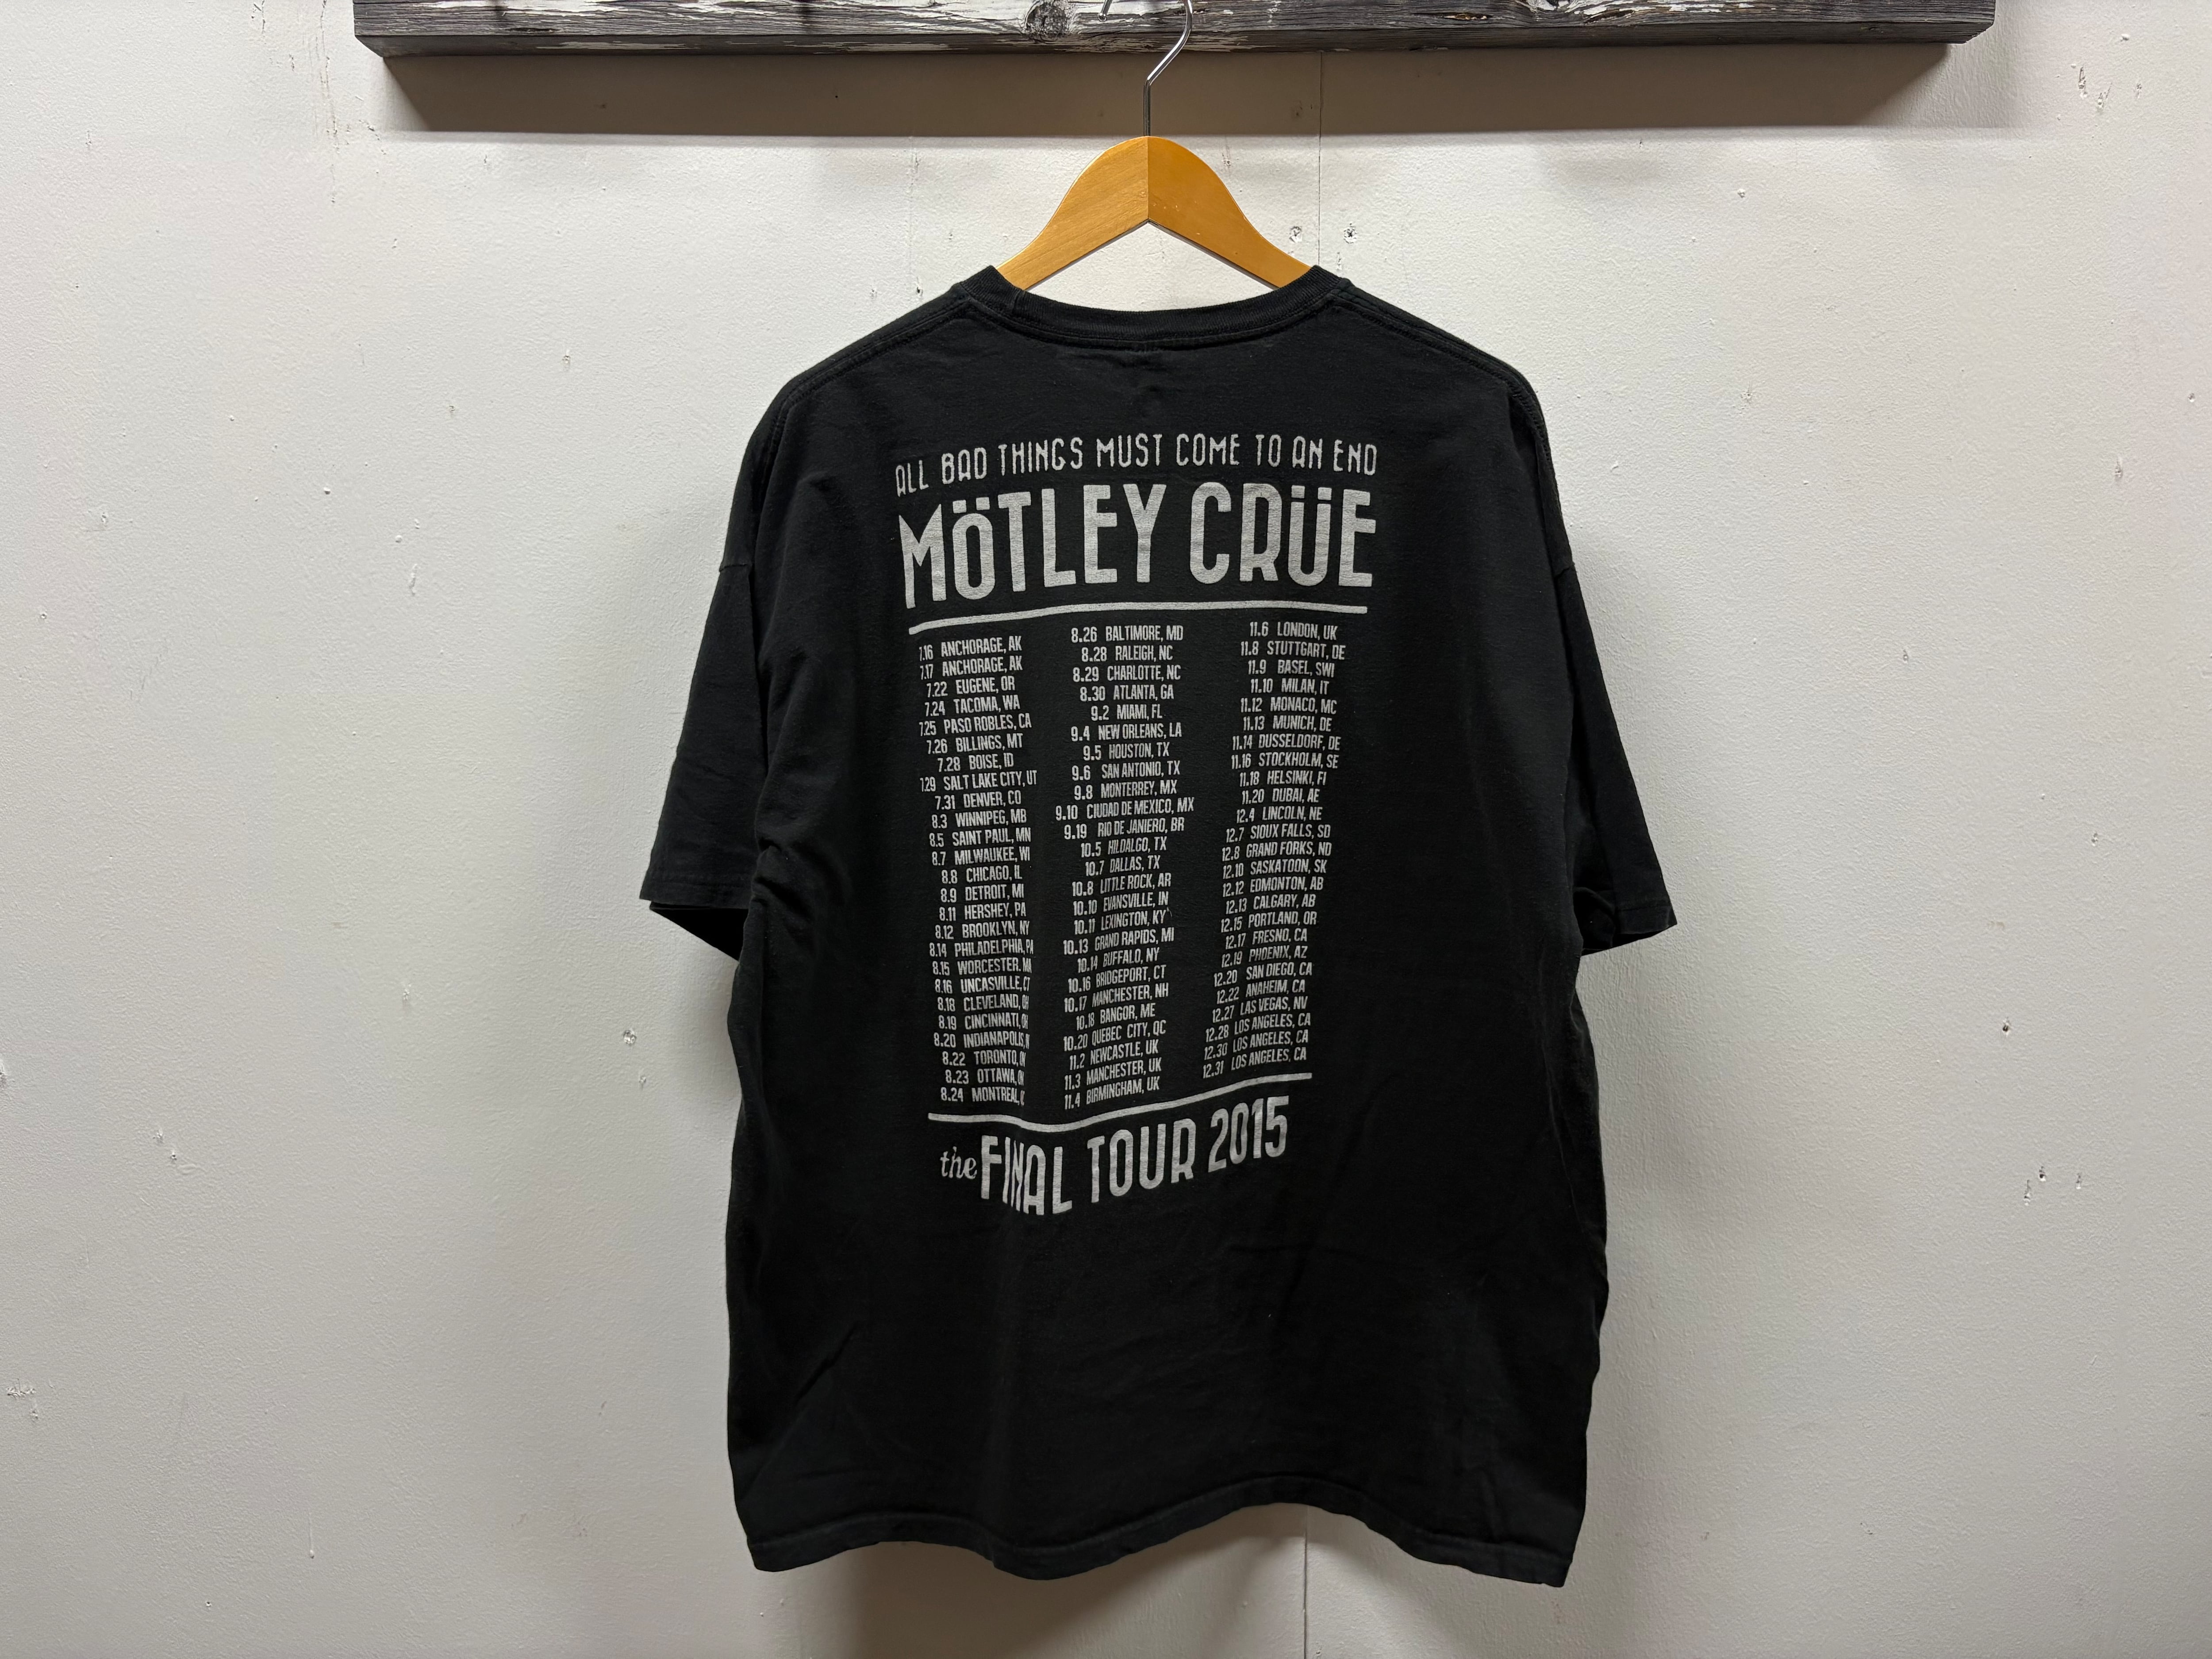 ALL BAD THINGS MUST COME TO AN END
MÖTLEY CRÜE
7.16 ANCHORAGE, AK
7.17 ANCHORAGE, AK
7.22 EUGENE, OR
7.24 TACOMA, WA
7.25 PASO ROBLES, CA
7.26 BILLINGS, MT
7.28 BOISE, ID
7.29 SALT LAKE CITY, UT
7.31 DENVER, CO
8.3 WINNIPEG, MB
8.5 SAINT PAUL, MN
8.7 MILWAUKEE, WI
8.8 CHICAGO, IL
8.9 DETROIT, MI
8.11 HERSHEY, PA
8.12 BROOKLYN, NY
8.14 PHILADELPHIA, PA
8.15 WORCESTER, MA
8.16 UNCASVILLE, CT
8.18 CLEVELAND, OH
8.19 CINCINNATI, OH
8.20 INDIANAPOLIS,
8.22 TORONTO, ON
8.23 OTTAWA, ON
8.24 MONTREAL,
8.26 BALTIMORE, MD
8.28 RALEIGH, NC
8.29 CHARLOTTE, NC
8.30 ATLANTA, GA
9.2 MIAMI, FL
9.4 NEW ORLEANS, LA
9.5 HOUSTON, TX
9.6 SAN ANTONIO, TX
9.8 MONTERREY, MX
9.10 CIUDAD DE MEXICO, MX
9.19 RIO DE JANIERO, BR
10.5 HILDALGO, TX
10.7 DALLAS, TX
10.8 LITTLE ROCK, AR
10.10 EVANSVILLE, IN
10.11 LEXINGTON, KY
10.13 GRAND RAPIDS, MI
10.14 BUFFALO, NY
10.16 BRIDGEPORT, CT
10.17 MANCHESTER, NH
10.18 BANGOR, ME
10.20 QUEBEC CITY, QC
11.2 NEWCASTLE, UK
11.3 MANCHESTER, UK
11.4 BIRMINGHAM, UK
11.6 LONDON, UK
11.8 STUTTGART, DE
11.9 BASEL, SWI
11.10 MILAN, IT
11.12 MONACO, MC
11.13 MUNICH, DE
11.14 DUSSELDORF, DE
11.16 STOCKHOLM, SE
11.18 HELSINKI, FI
11.20 DUBAI, AE
12.4 LINCOLN, NE
12.7 SIOUX FALLS, SD
12.8 GRAND FORKS, ND
12.10 SASKATOON, SK
12.12 EDMONTON, AB
12.13 CALGARY, AB
12.15 PORTLAND, OR
12.17 FRESNO, CA
12.19 PHOENIX, AZ
12.20 SAN DIEGO, CA
12.22 ANAHEIM, CA
12.27 LAS VEGAS, NV
12.28 LOS ANGELES, CA
12.30 LOS ANGELES, CA
12.31 LOS ANGELES, CA
the FINAL TOUR 2015